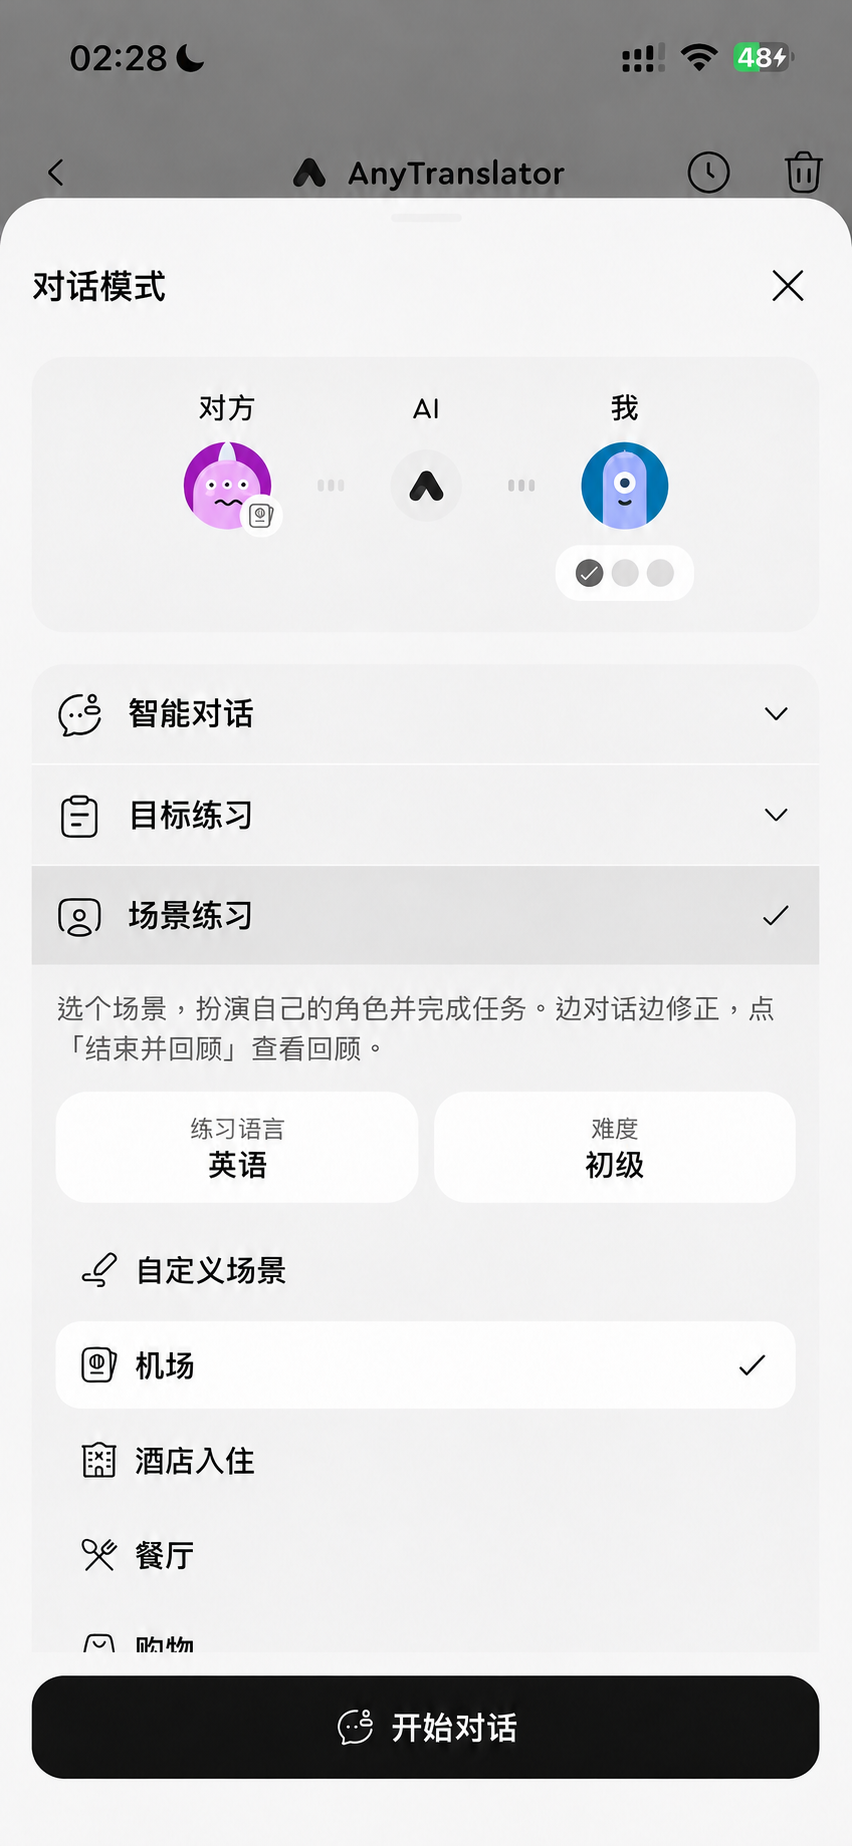 02:28
48
AnyTranslator
对话模式
对方
AI
我
智能对话
目标练习
场景练习
选个场景，扮演自己的角色并完成任务。边对话边修正，点
「结束并回顾」查看回顾。
练习语言
英语
难度
初级
自定义场景
机场
酒店入住
餐厅
购物
开始对话